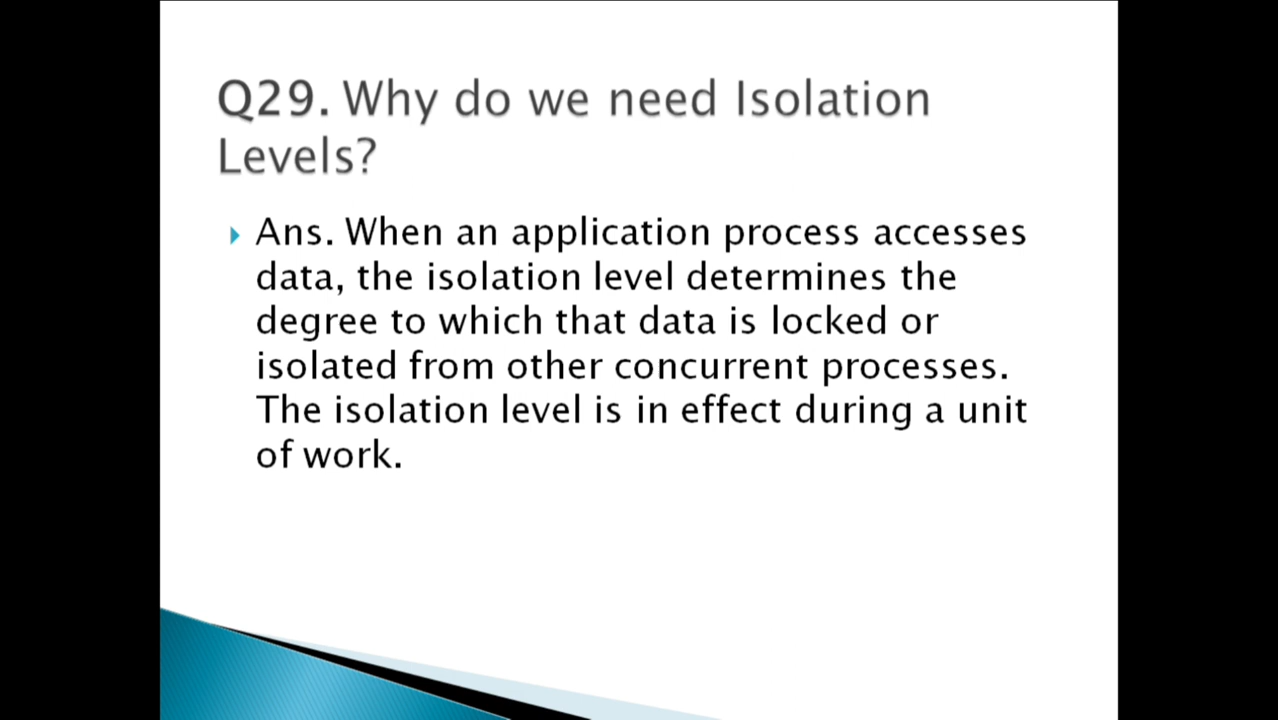 Q29. Why do we need Isolation
Levels?
Ans. When an application process accesses
data, the isolation level determines the
degree to which that data is locked or
isolated from other concurrent processes.
The isolation level is in effect during a unit
of work.